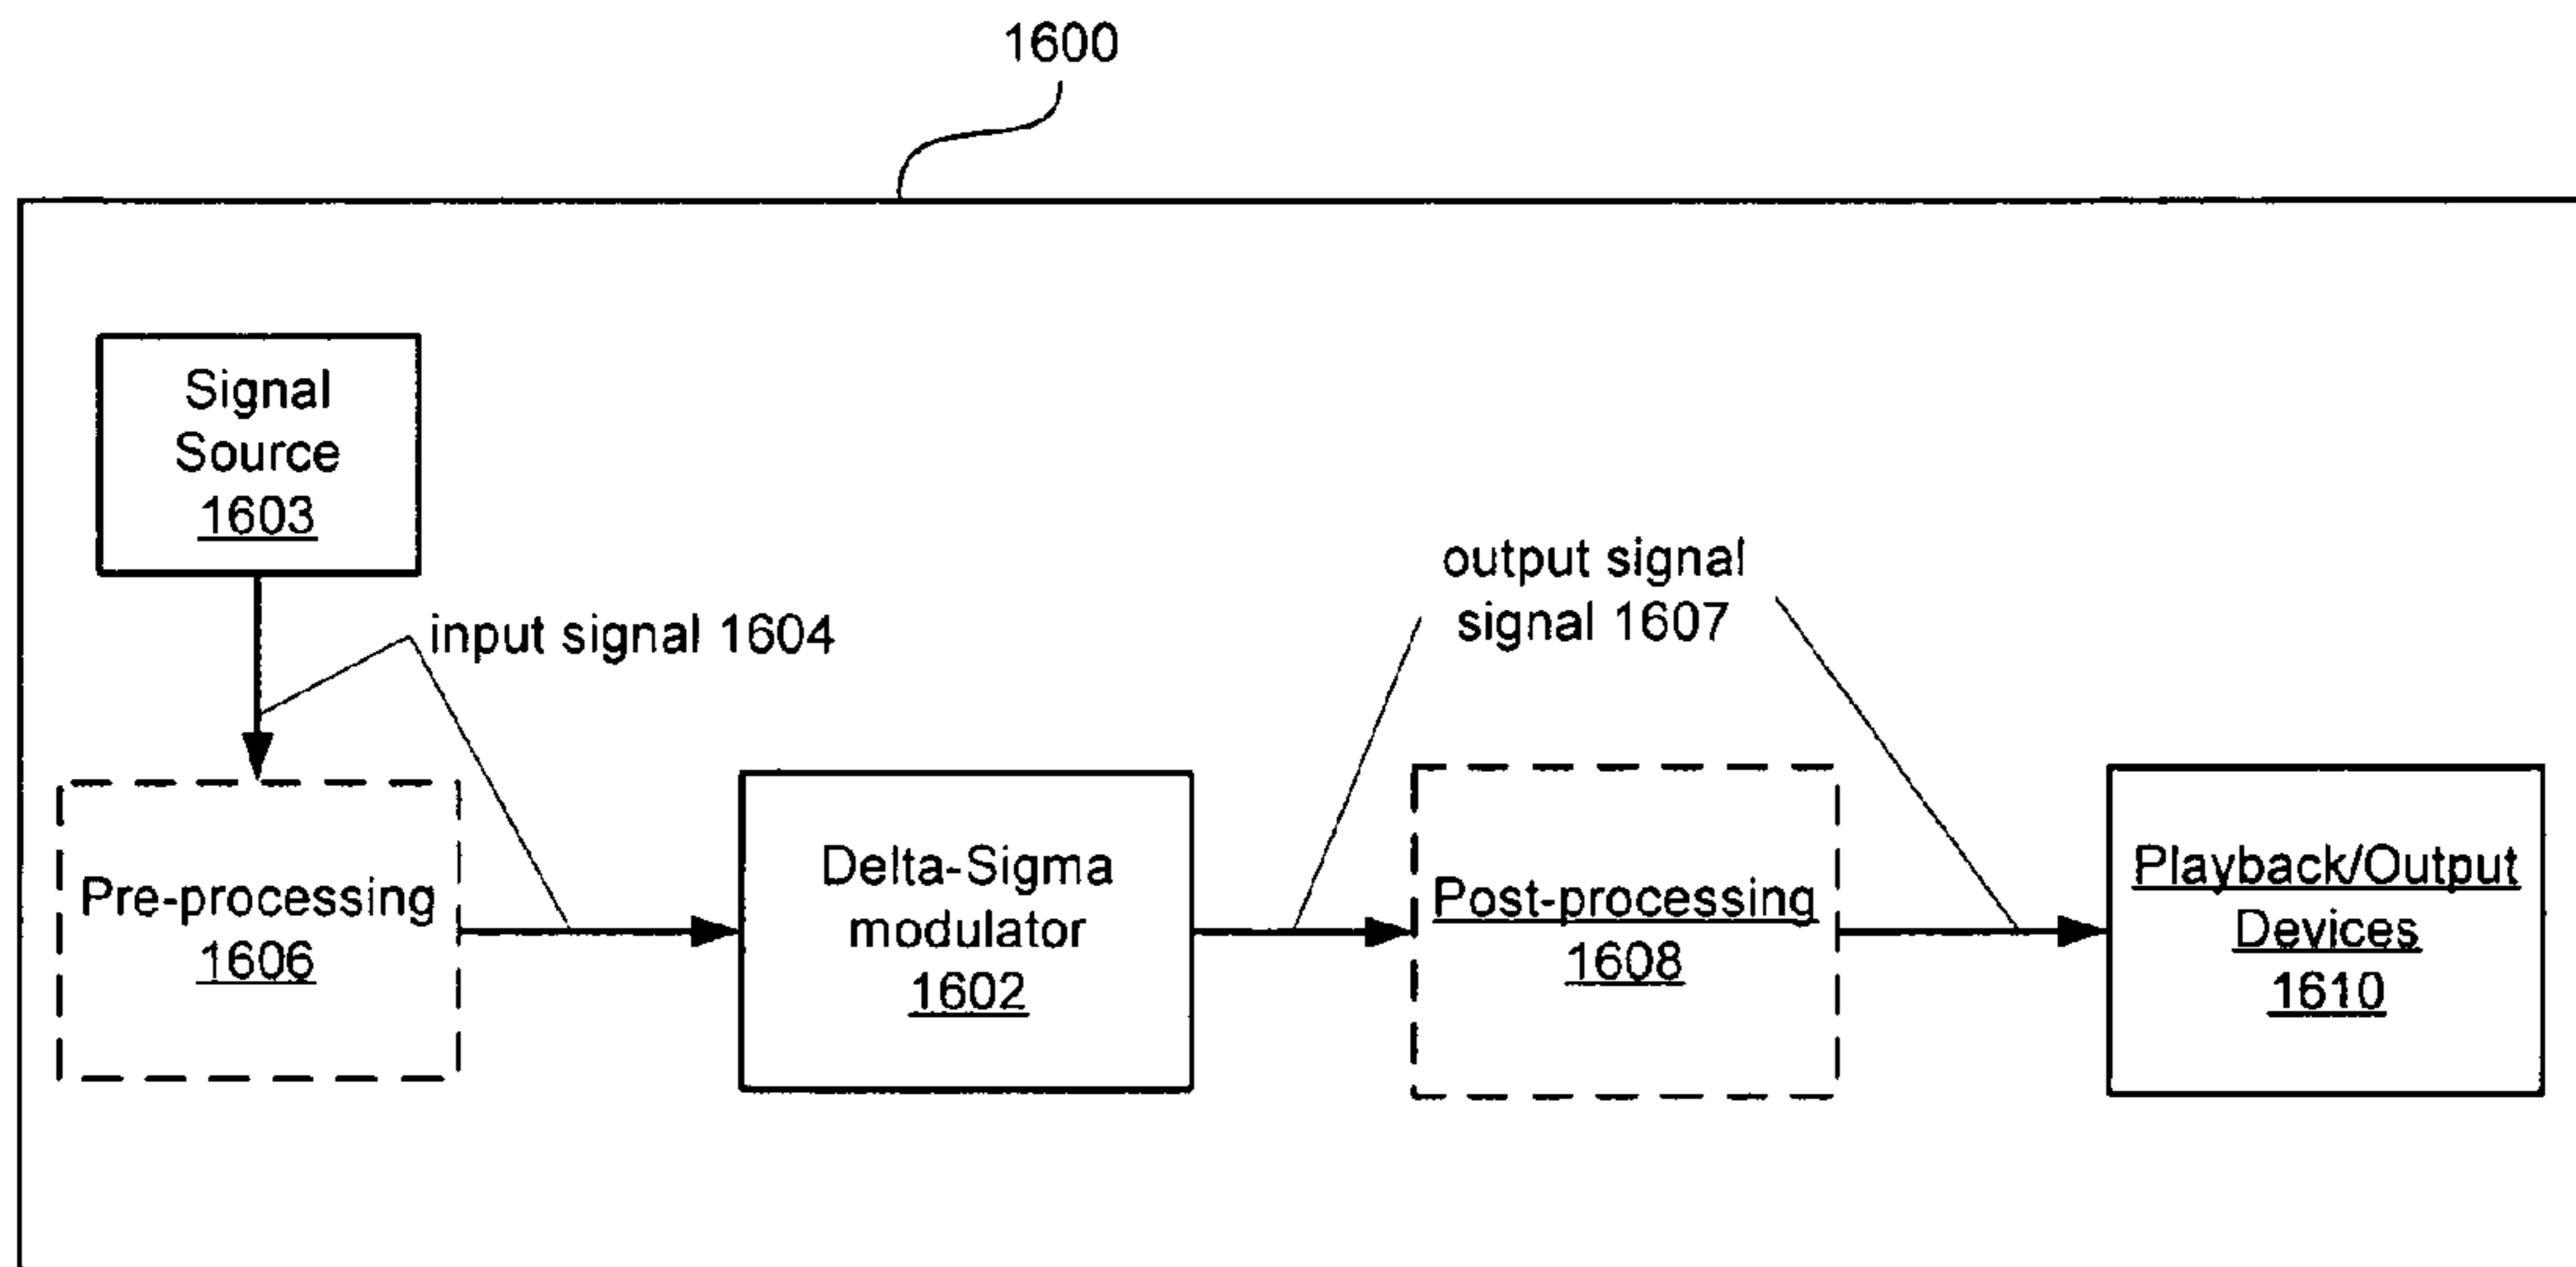 1600
Signal
Source
1603
input signal 1604
output signal
signal 1607
Pre-processing
1606
Delta-Sigma
modulator
1602
Post-processing
1608
Playback/Output
Devices
1610